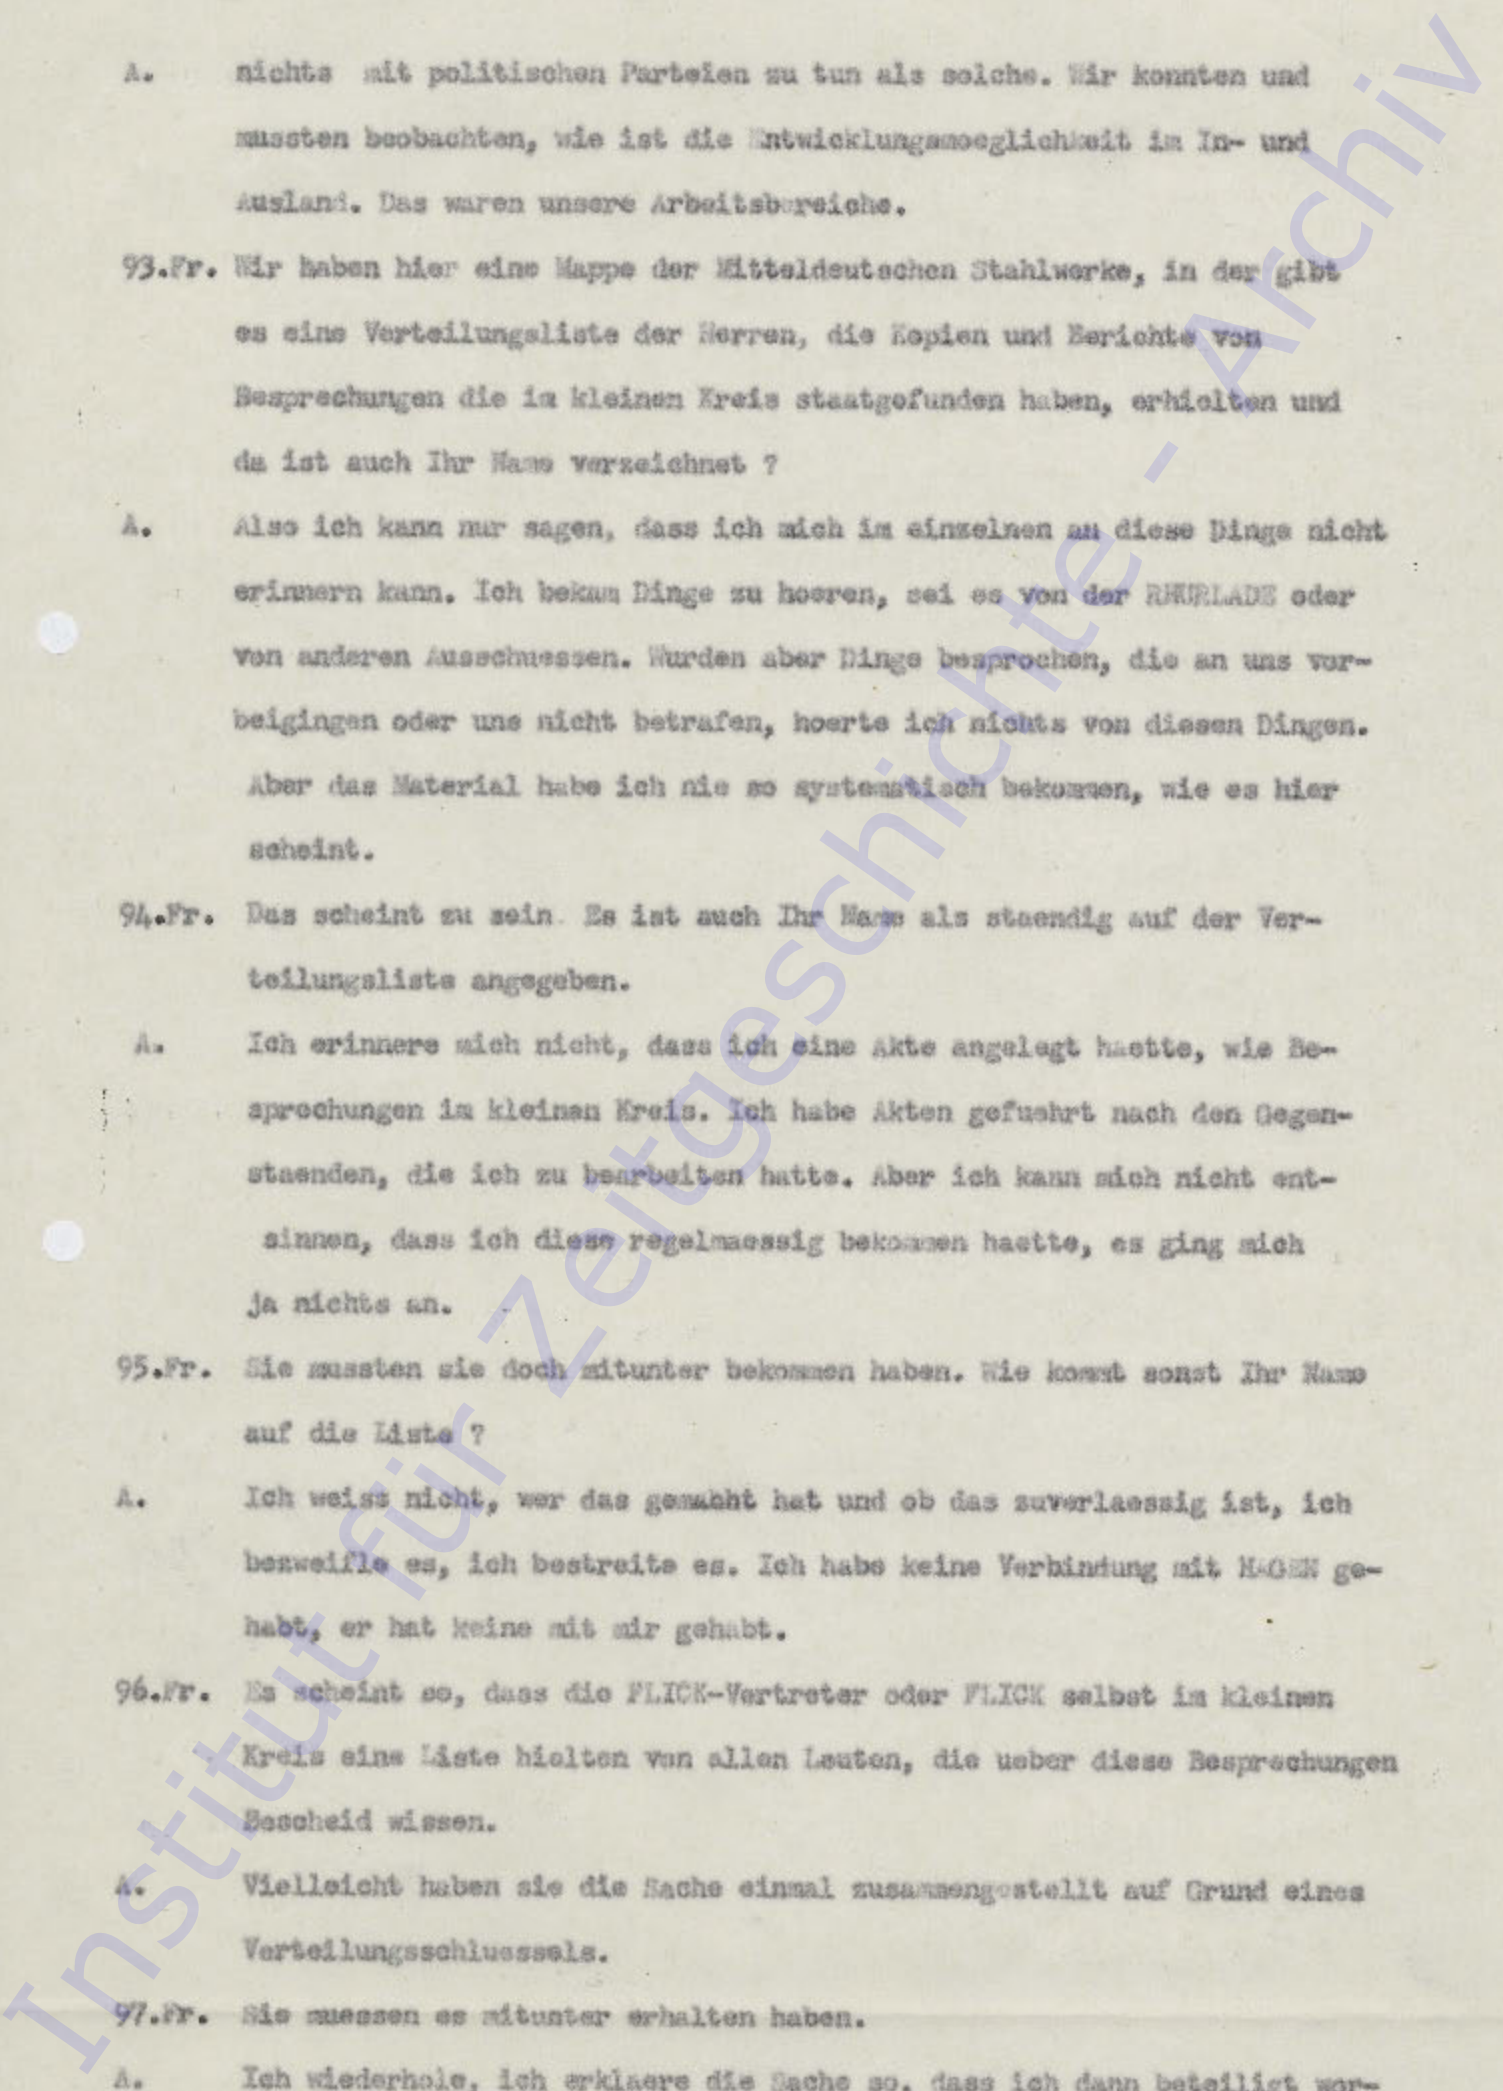 A. nichts mit politischen Parteien zu tun als solche. Wir konnten und
mussten beobachten, wie ist die Entwicklungsmoeglichkeit im In- und
Ausland. Das waren unsere Arbeitsbereiche.
93.Fr. Wir haben hier eine Mappe der Mitteldeutschen Stahlwerke, in der gibt
es eine Verteilungsliste der Herren, die Kopien und Berichte von
Besprechungen die im kleinen Kreis staatgefunden haben, erhielten und
da ist auch Ihr Name verzeichnet ?
A. Also ich kann nur sagen, dass ich mich im einzelnen an diese Dinge nicht
erinnern kann. Ich bekam Dinge zu hoeren, sei es von der RHURLADE oder
von anderen Ausschuessen. Wurden aber Dinge besprochen, die an uns vor-
beigingen oder uns nicht betrafen, hoerte ich nichts von diesen Dingen.
Aber das Material habe ich nie so systematisch bekommen, wie es hier
scheint.
94.Fr. Das scheint zu sein. Es ist auch Ihr Name als staendig auf der Ver-
teilungsliste angegeben.
A. Ich erinnere mich nicht, dass ich eine Akte angelegt haette, wie Be-
sprechungen im kleinen Kreis. Ich habe Akten gefuehrt nach den Gegen-
staenden, die ich zu bearbeiten hatte. Aber ich kann mich nicht ent-
sinnen, dass ich diese regelmaessig bekommen haette, es ging mich
ja nichts an.
95.Fr. Sie mussten sie doch mitunter bekommen haben. Wie kommt sonst Ihr Name
auf die Liste ?
A. Ich weiss nicht, wer das gemahht hat und ob das zuverlaessig ist, ich
bezweifle es, ich bestreite es. Ich habe keine Verbindung mit HAGEN ge-
habt, er hat keine mit mir gehabt.
96.Fr. Es scheint so, dass die FLICK-Vertreter oder FLICK selbst im kleinen
Kreis eine Liste hielten von allen Leuten, die ueber diese Besprechungen
Bescheid wissen.
A. Vielleicht haben sie die Sache einmal zusammengestellt auf Grund eines
Verteilungsschluessels.
97.Fr. Sie muessen es mitunter erhalten haben.
A. Ich wiederhole, ich erklaere die Sache so, dass ich dann beteiligt wor-
Institut für Zeitgeschichte - Archiv